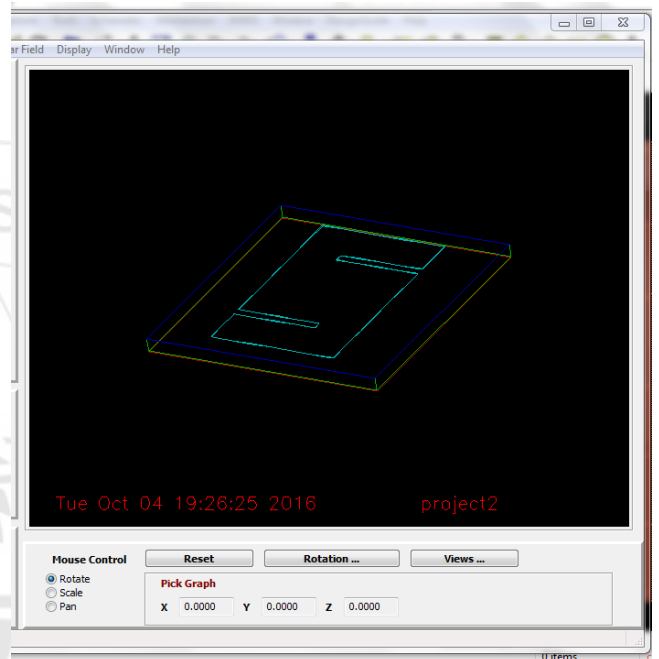 Field Display Window Help
Tue Oct 04 19:26:25 2016 project2
Mouse Control Reset Rotation ... Views ...
Rotate
Scale
Pan
Pick Graph
X 0.0000 Y 0.0000 Z 0.0000
0 items